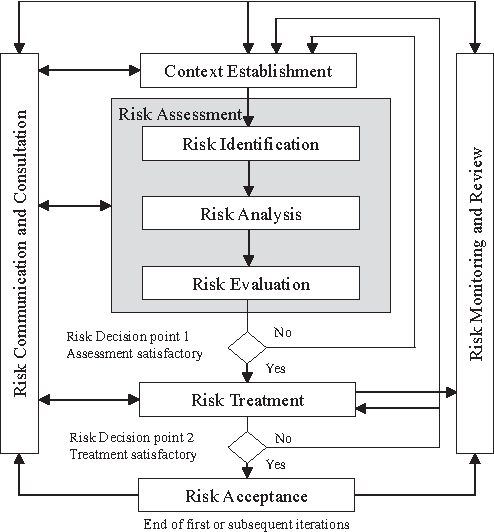 Context Establishment
Risk Assessment
Risk Identification
Risk Analysis
Risk Evaluation
Risk Communication and Consultation
Risk Monitoring and Review
Risk Decision point 1
Assessment satisfactory
No
Yes
Risk Treatment
Risk Decision point 2
Treatment satisfactory
No
Yes
Risk Acceptance
End of first or subsequent iterations